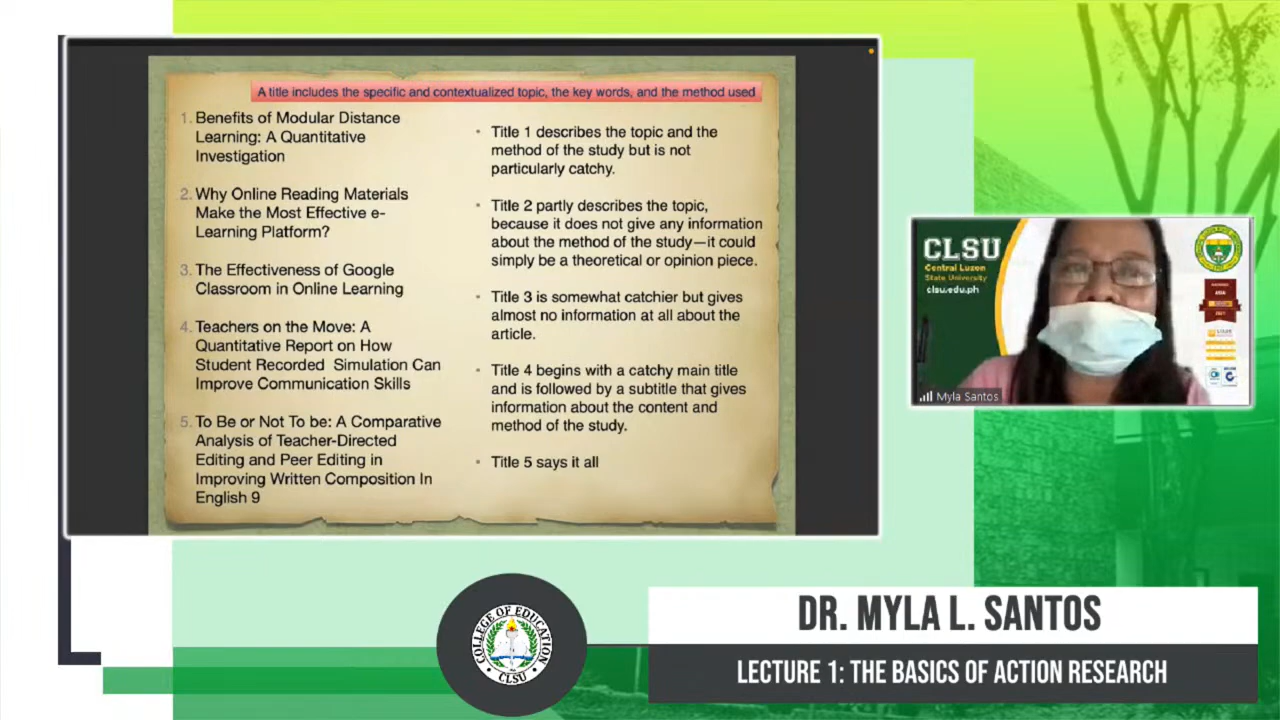 A title includes the specific and contextualized topic, the key words, and the method used
1. Benefits of Modular Distance
Learning: A Quantitative
Investigation
2. Why Online Reading Materials
Make the Most Effective e-
Learning Platform?
3. The Effectiveness of Google
Classroom in Online Learning
4. Teachers on the Move: A
Quantitative Report on How
Student Recorded Simulation Can
Improve Communication Skills
5. To Be or Not To be: A Comparative
Analysis of Teacher-Directed
Editing and Peer Editing in
Improving Written Composition In
English 9
• Title 1 describes the topic and the
method of the study but is not
particularly catchy.
• Title 2 partly describes the topic,
because it does not give any information
about the method of the study—it could
simply be a theoretical or opinion piece.
• Title 3 is somewhat catchier but gives
almost no information at all about the
article.
• Title 4 begins with a catchy main title
and is followed by a subtitle that gives
information about the content and
method of the study.
• Title 5 says it all
CLSU
Central Luzon
State University
clsu.edu.ph
Myla Santos
COLLEGE OF EDUCATION
CLSU
DR. MYLA L. SANTOS
LECTURE 1: THE BASICS OF ACTION RESEARCH